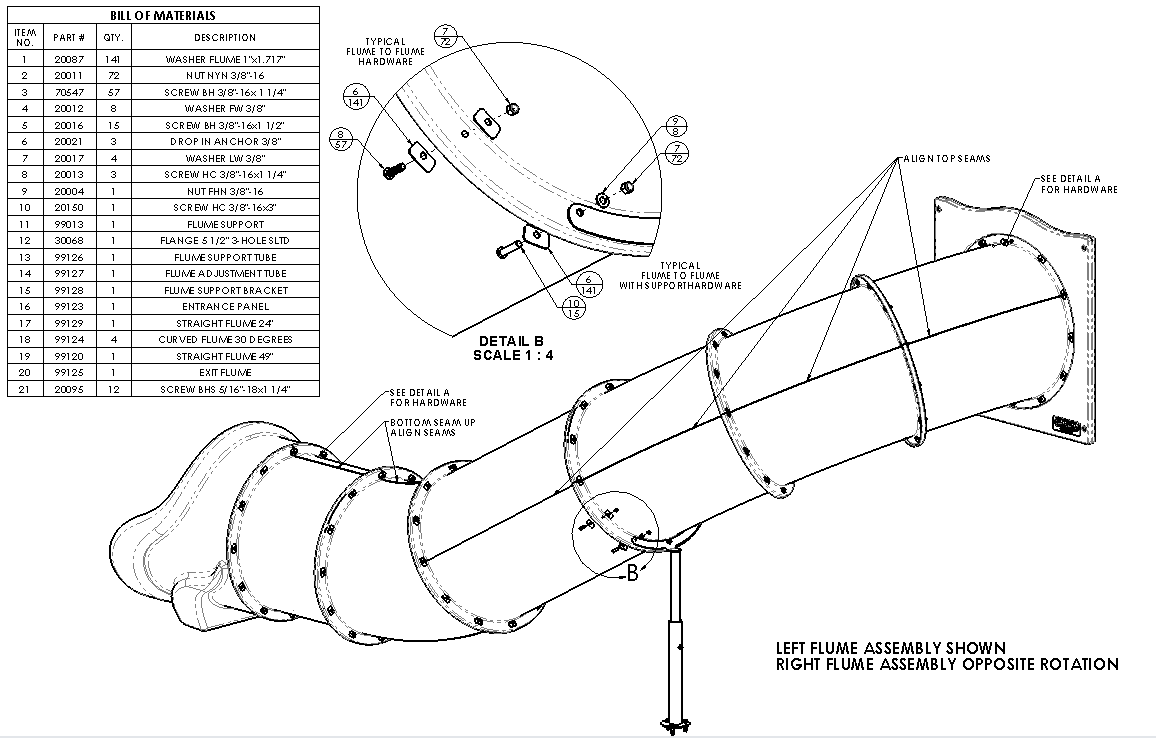 BILL OF MATERIALS
ITEM NO. PART # QTY. DESCRIPTION
1 20087 141 WASHER FLUME 1"x1.717"
2 20011 72 NUT NYN 3/8"-16
3 70547 57 SCREW BH 3/8"-16x 1 1/4"
4 20012 8 WASHER FW 3/8"
5 20016 15 SCREW BH 3/8"-16x1 1/2"
6 20021 3 DROP IN ANCHOR 3/8"
7 20017 4 WASHER LW 3/8"
8 20013 3 SCREW HC 3/8"-16x1 1/4"
9 20004 1 NUT FHN 3/8"-16
10 20150 1 SCREW HC 3/8"-16x3"
11 99013 1 FLUME SUPPORT
12 30068 1 FLANGE 5 1/2" 3-HOLE SLTD
13 99126 1 FLUME SUPPORT TUBE
14 99127 1 FLUME ADJUSTMENT TUBE
15 99128 1 FLUME SUPPORT BRACKET
16 99123 1 ENTRANCE PANEL
17 99129 1 STRAIGHT FLUME 24"
18 99124 4 CURVED FLUME 30 DEGREES
19 99120 1 STRAIGHT FLUME 49"
20 99125 1 EXIT FLUME
21 20095 12 SCREW BHS 5/16"-18x1 1/4"
TYPICAL
FLUME TO FLUME
HARDWARE
7
72
6
141
8
57
9
8
7
72
6
141
10
15
TYPICAL
FLUME TO FLUME
WITH SUPPORT HARDWARE
DETAIL B
SCALE 1 : 4
ALIGN TOP SEAMS
SEE DETAIL A
FOR HARDWARE
SEE DETAIL A
FOR HARDWARE
BOTTOM SEAM UP
ALIGN SEAMS
B
LEFT FLUME ASSEMBLY SHOWN
RIGHT FLUME ASSEMBLY OPPOSITE ROTATION